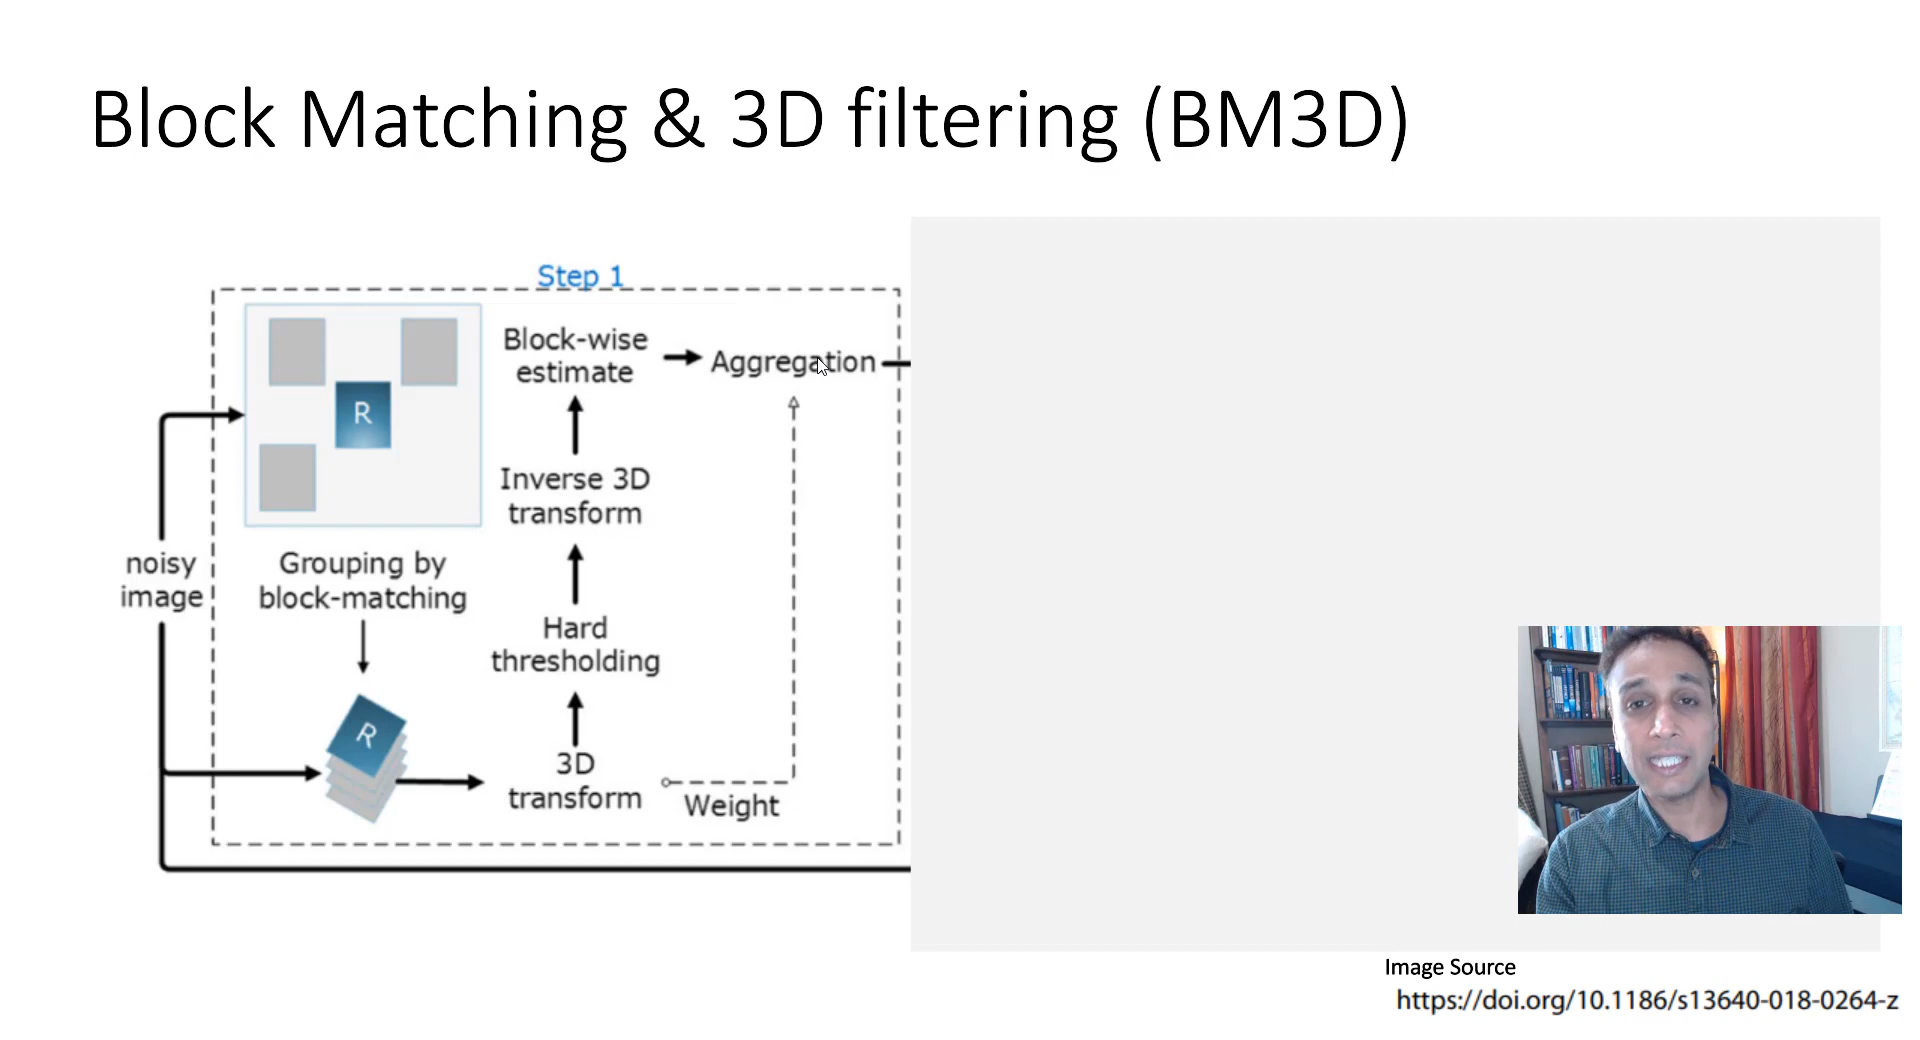 Block Matching & 3D filtering (BM3D)
Step 1
R
Block-wise
estimate
Aggregation
Inverse 3D
transform
noisy
image
Grouping by
block-matching
Hard
thresholding
R
3D
transform
Weight
Image Source
https://doi.org/10.1186/s13640-018-0264-z